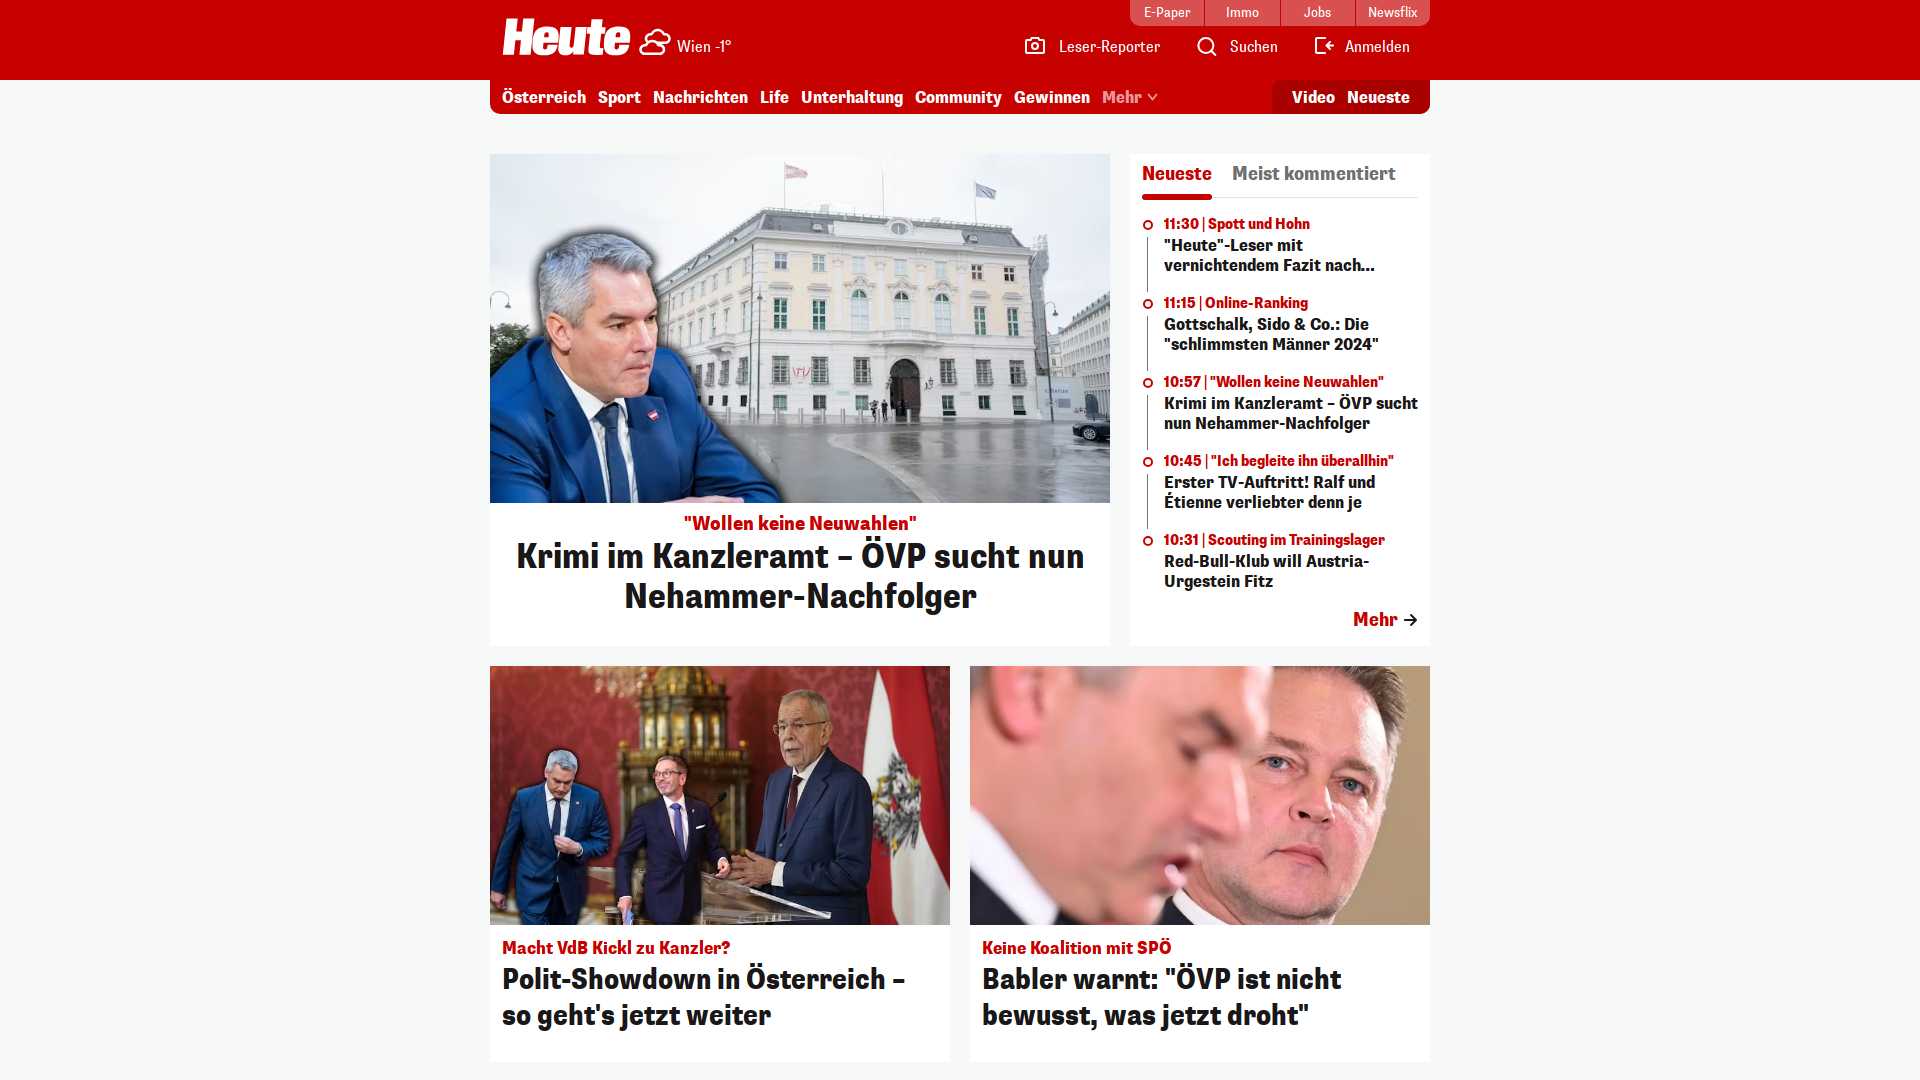 E-Paper
Immo
Jobs
Newsflix
Heute
Wien -1°
Leser-Reporter
Suchen
Anmelden
Österreich
Sport
Nachrichten
Life
Unterhaltung
Community
Gewinnen
Mehr
Video
Neueste
"Wollen keine Neuwahlen"
Krimi im Kanzleramt – ÖVP sucht nun
Nehammer-Nachfolger
Neueste
Meist kommentiert
11:30 | Spott und Hohn
"Heute"-Leser mit
vernichtendem Fazit nach...
11:15 | Online-Ranking
Gottschalk, Sido & Co.: Die
"schlimmsten Männer 2024"
10:57 | "Wollen keine Neuwahlen"
Krimi im Kanzleramt – ÖVP sucht
nun Nehammer-Nachfolger
10:45 | "Ich begleite ihn überallhin"
Erster TV-Auftritt! Ralf und
Étienne verliebter denn je
10:31 | Scouting im Trainingslager
Red-Bull-Klub will Austria-
Urgestein Fitz
Mehr
Macht VdB Kickl zu Kanzler?
Polit-Showdown in Österreich –
so geht's jetzt weiter
Keine Koalition mit SPÖ
Babler warnt: "ÖVP ist nicht
bewusst, was jetzt droht"